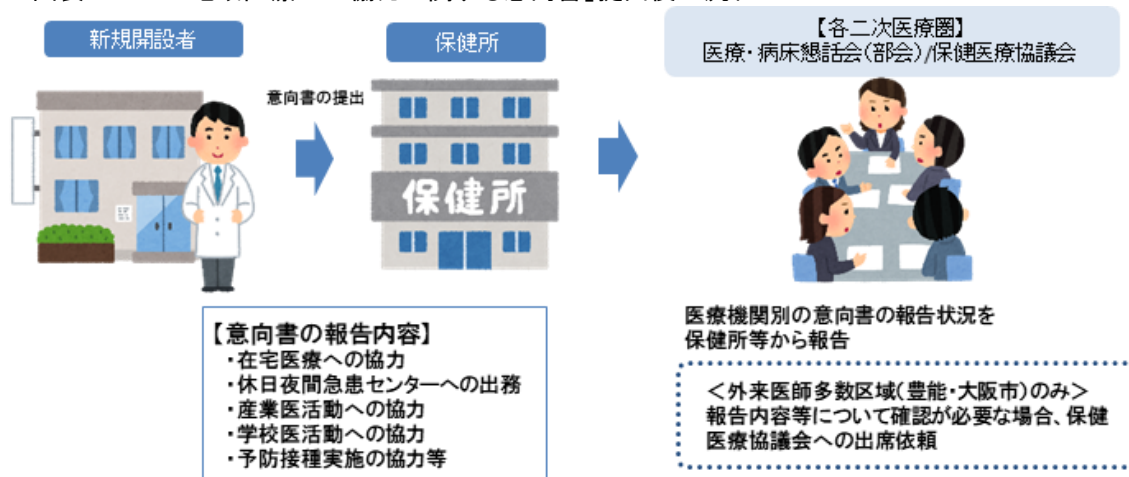 新規開設者
保健所
【各二次医療圏】
医療・病床懇話会(部会)/保健医療協議会
意向書の提出
保健所
【意向書の報告内容】
・在宅医療への協力
・休日夜間急患センターへの出務
・産業医活動への協力
・学校医活動への協力
・予防接種実施の協力等
医療機関別の意向書の報告状況を
保健所等から報告
＜外来医師多数区域(豊能・大阪市)のみ＞
報告内容等について確認が必要な場合、保健
医療協議会への出席依頼